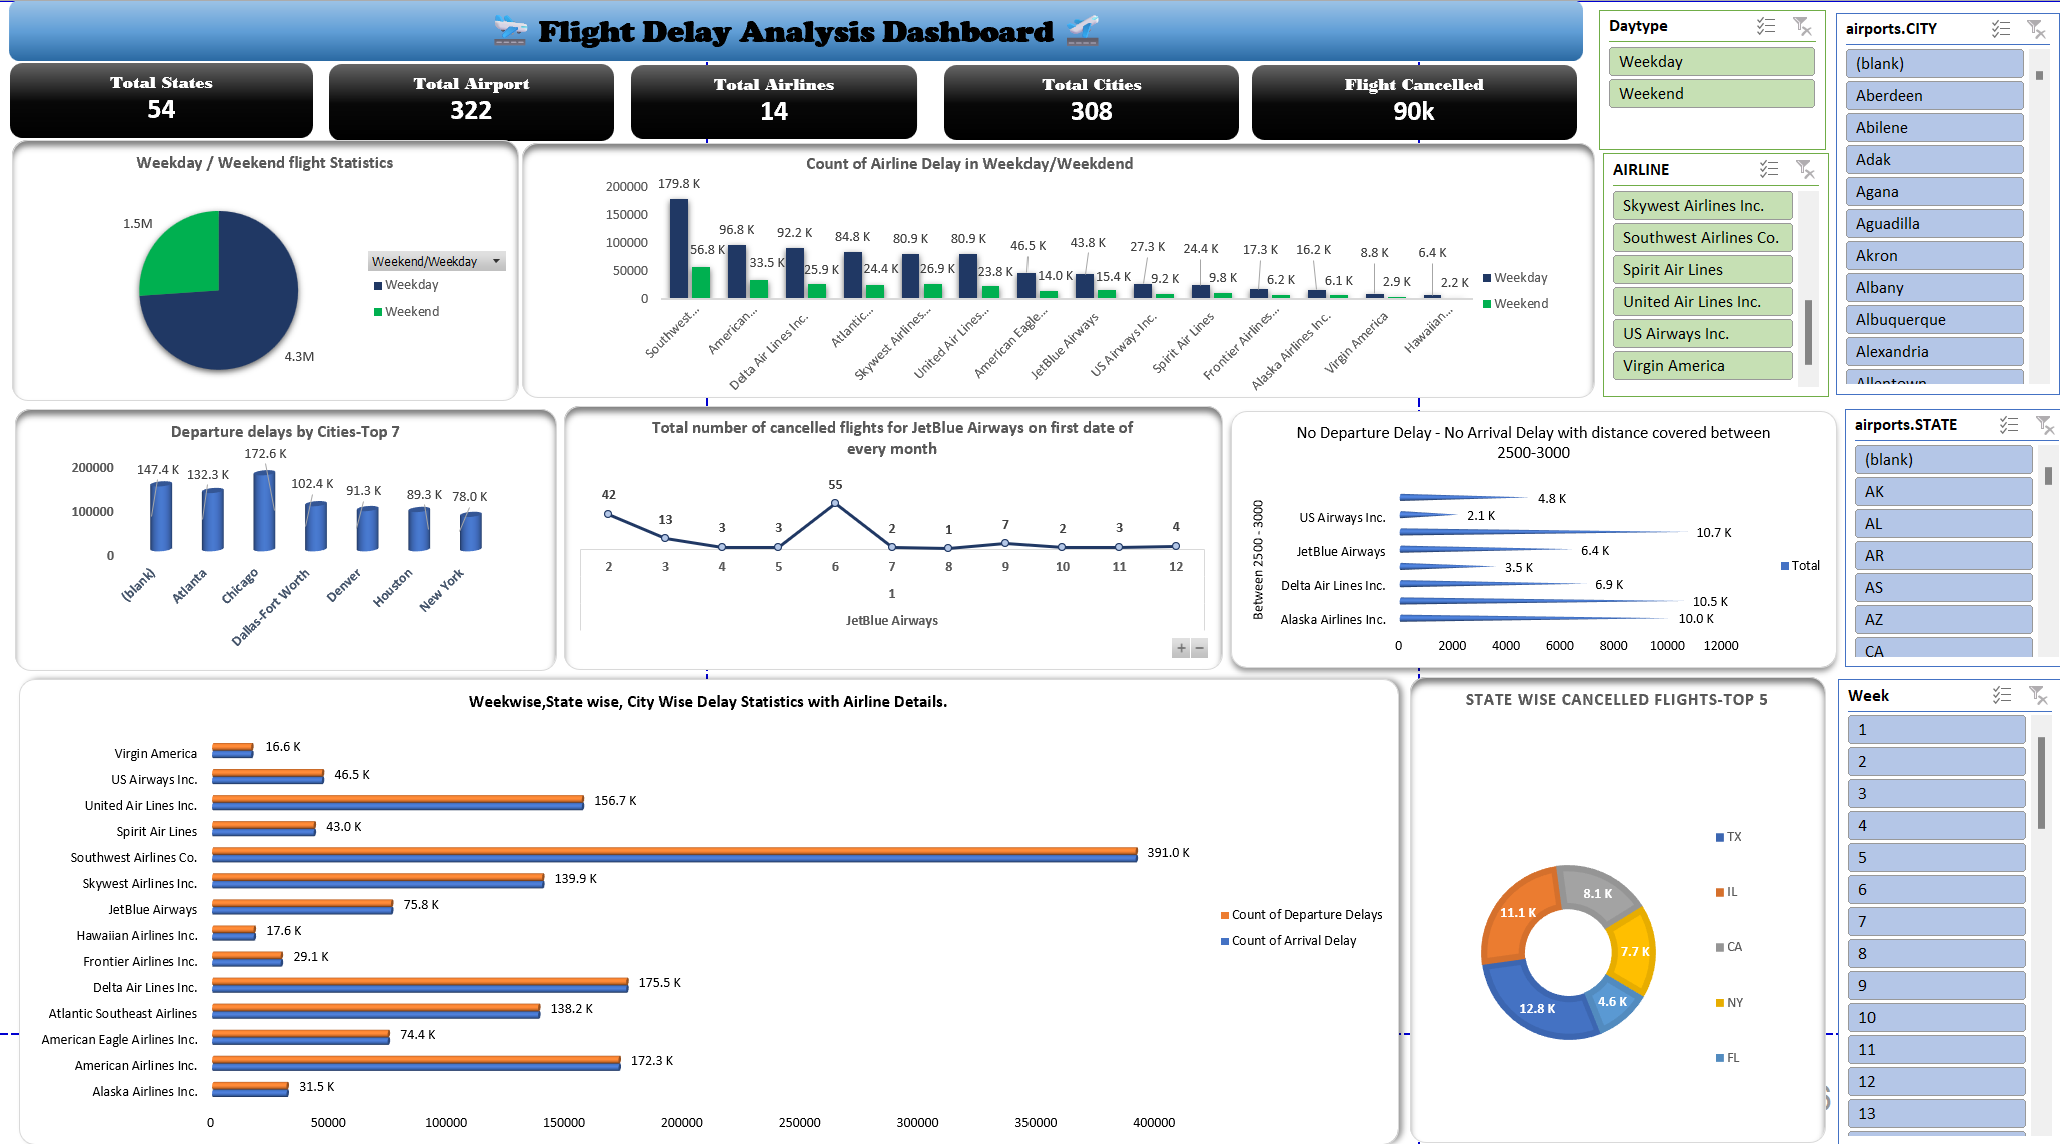 Flight Delay Analysis Dashboard
Total States
54
Total Airport
322
Total Airlines
14
Total Cities
308
Flight Cancelled
90k
Daytype
Weekday
Weekend
airports.CITY
(blank)
Aberdeen
Abilene
Adak
Agana
Aguadilla
Akron
Albany
Albuquerque
Alexandria
Allentown
AIRLINE
Skywest Airlines Inc.
Southwest Airlines Co.
Spirit Air Lines
United Air Lines Inc.
US Airways Inc.
Virgin America
Weekday / Weekend flight Statistics
1.5M
4.3M
Weekend/Weekday
Weekday
Weekend
Count of Airline Delay in Weekday/Weekdend
200000
150000
100000
50000
0
179.8 K
56.8 K
96.8 K
33.5 K
92.2 K
25.9 K
84.8 K
24.4 K
80.9 K
26.9 K
80.9 K
23.8 K
46.5 K
14.0 K
43.8 K
15.4 K
27.3 K
9.2 K
24.4 K
9.8 K
17.3 K
6.2 K
16.2 K
6.1 K
8.8 K
2.9 K
6.4 K
2.2 K
Southwest...
American...
Delta Air Lines Inc.
Atlantic...
Skywest Airlines...
United Air Lines...
American Eagle...
JetBlue Airways
US Airways Inc.
Spirit Air Lines
Frontier Airlines...
Alaska Airlines Inc.
Virgin America
Hawaiian...
Weekday
Weekend
Departure delays by Cities-Top 7
200000
100000
0
147.4 K
132.3 K
172.6 K
102.4 K
91.3 K
89.3 K
78.0 K
(blank)
Atlanta
Chicago
Dallas-Fort Worth
Denver
Houston
New York
Total number of cancelled flights for JetBlue Airways on first date of
every month
42
13
3
3
55
2
1
7
2
3
4
2
3
4
5
6
7
8
9
10
11
12
1
JetBlue Airways
+
−
No Departure Delay - No Arrival Delay with distance covered between
2500-3000
Between 2500 - 3000
4.8 K
US Airways Inc.
2.1 K
10.7 K
JetBlue Airways
6.4 K
3.5 K
Delta Air Lines Inc.
6.9 K
10.5 K
Alaska Airlines Inc.
10.0 K
0
2000
4000
6000
8000
10000
12000
Total
airports.STATE
(blank)
AK
AL
AR
AS
AZ
CA
Weekwise,State wise, City Wise Delay Statistics with Airline Details.
Virgin America
16.6 K
US Airways Inc.
46.5 K
United Air Lines Inc.
156.7 K
Spirit Air Lines
43.0 K
Southwest Airlines Co.
391.0 K
Skywest Airlines Inc.
139.9 K
JetBlue Airways
75.8 K
Hawaiian Airlines Inc.
17.6 K
Frontier Airlines Inc.
29.1 K
Delta Air Lines Inc.
175.5 K
Atlantic Southeast Airlines
138.2 K
American Eagle Airlines Inc.
74.4 K
American Airlines Inc.
172.3 K
Alaska Airlines Inc.
31.5 K
0
50000
100000
150000
200000
250000
300000
350000
400000
Count of Departure Delays
Count of Arrival Delay
STATE WISE CANCELLED FLIGHTS-TOP 5
8.1 K
11.1 K
7.7 K
12.8 K
4.6 K
TX
IL
CA
NY
FL
Week
1
2
3
4
5
6
7
8
9
10
11
12
13